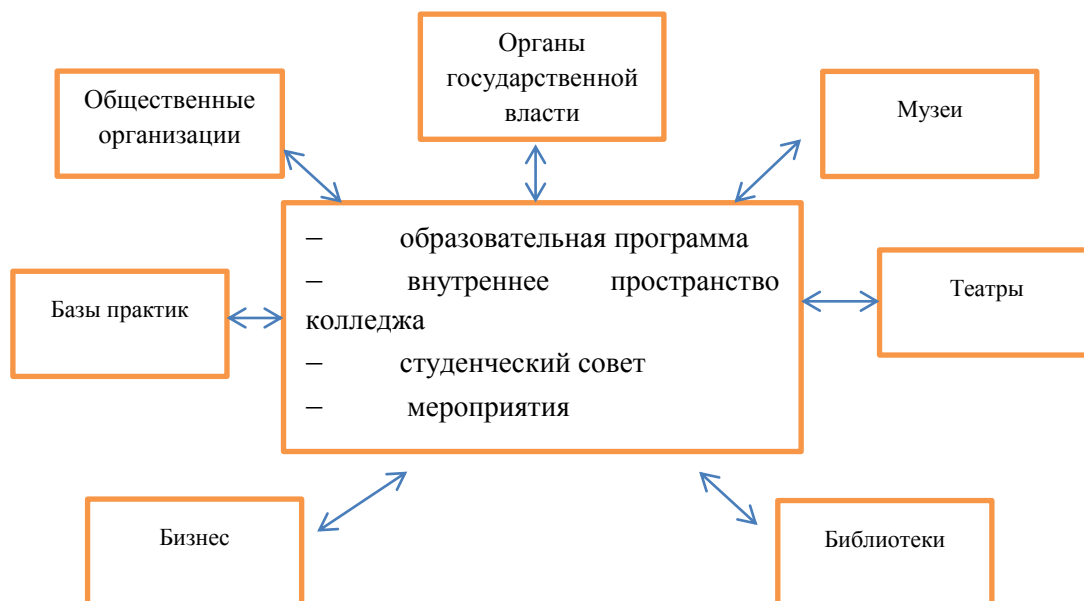 Органы
государственной
власти
Общественные
организации
Музеи
– образовательная программа
– внутреннее пространство
колледжа
– студенческий совет
– мероприятия
Базы практик
Театры
Бизнес
Библиотеки